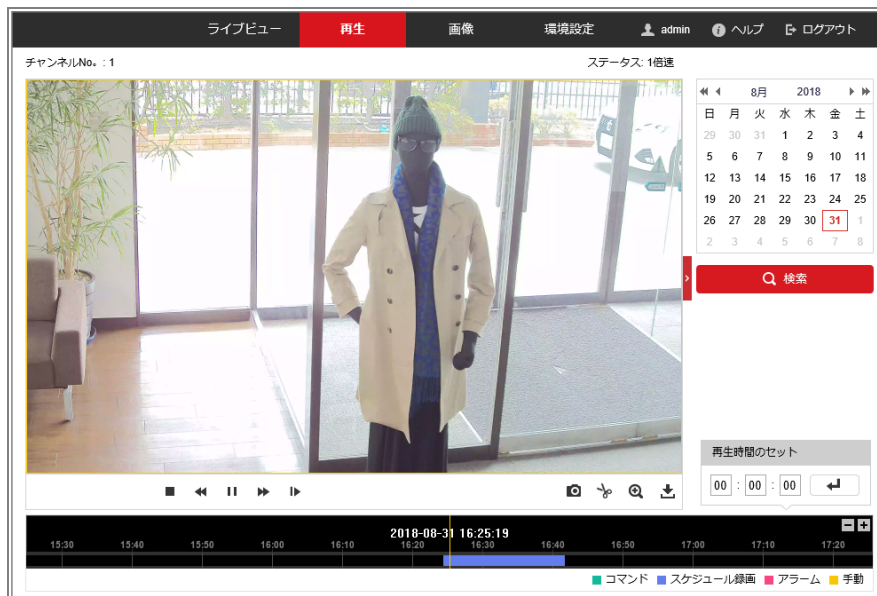 ライブビュー 再生 画像 環境設定 admin ヘルプ ログアウト
チャンネルNo。: 1 ステータス: 1倍速
8月 2018
日 月 火 水 木 金 土
29 30 31 1 2 3 4
5 6 7 8 9 10 11
12 13 14 15 16 17 18
19 20 21 22 23 24 25
26 27 28 29 30 31 1
2 3 4 5 6 7 8
検索
再生時間のセット
00 : 00 : 00
2018-08-31 16:25:19
15:30 15:40 15:50 16:00 16:10 16:20 16:30 16:40 16:50 17:00 17:10 17:20
コマンド スケジュール録画 アラーム 手動